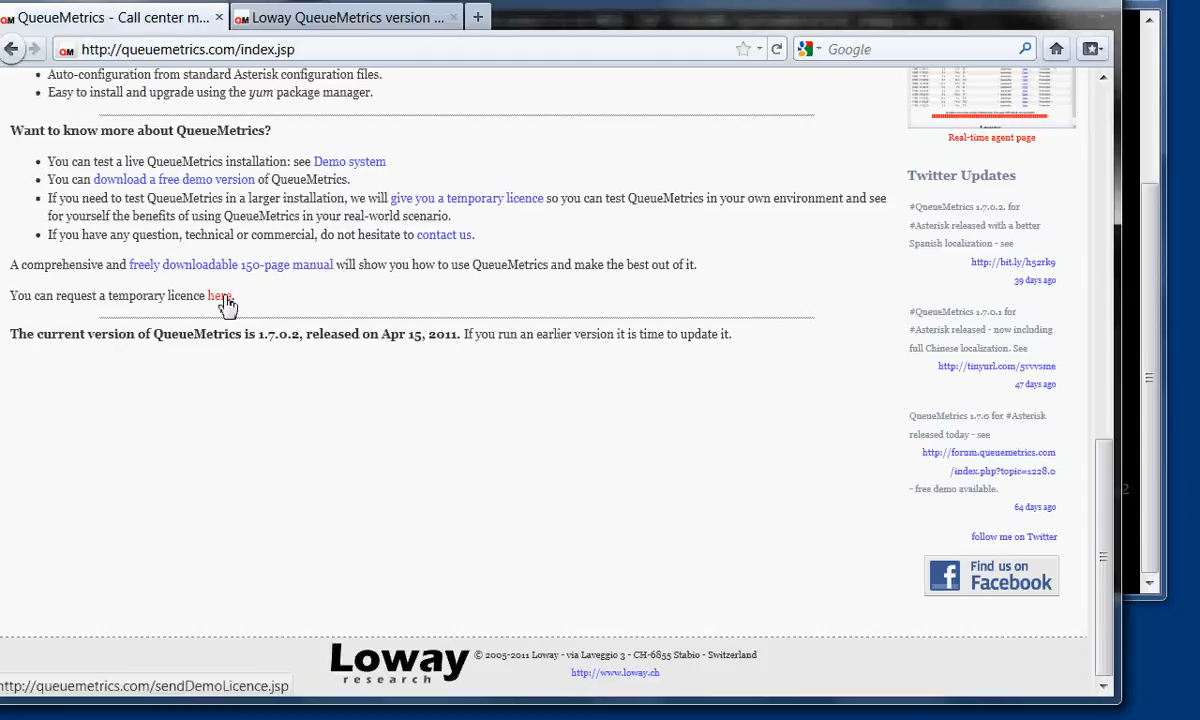 QueueMetrics - Call center m...
Loway QueueMetrics version ...
http://queuemetrics.com/index.jsp
Google
Auto-configuration from standard Asterisk configuration files.
Easy to install and upgrade using the yum package manager.
Want to know more about QueueMetrics?
You can test a live QueueMetrics installation: see Demo system
You can download a free demo version of QueueMetrics.
If you need to test QueueMetrics in a larger installation, we will give you a temporary licence so you can test QueueMetrics in your own environment and see
for yourself the benefits of using QueueMetrics in your real-world scenario.
If you have any question, technical or commercial, do not hesitate to contact us.
A comprehensive and freely downloadable 150-page manual will show you how to use QueueMetrics and make the best out of it.
You can request a temporary licence here.
The current version of QueueMetrics is 1.7.0.2, released on Apr 15, 2011. If you run an earlier version it is time to update it.
Real-time agent page
Twitter Updates
#QueueMetrics 1.7.0.2. for
#Asterisk released with a better
Spanish localization - see
http://bit.ly/h52rk9
39 days ago
#QueueMetrics 1.7.0.1 for
#Asterisk released - now including
full Chinese localization. See
http://tinyurl.com/5vvvsme
47 days ago
QueueMetrics 1.7.0 for #Asterisk
released today - see
http://forum.queuemetrics.com
/index.php?topic=1228.0
- free demo available.
64 days ago
follow me on Twitter
Find us on
Facebook
Loway
research
© 2005-2011 Loway - via Laveggio 3 - CH-6855 Stabio - Switzerland
http://www.loway.ch
http://queuemetrics.com/sendDemoLicence.jsp